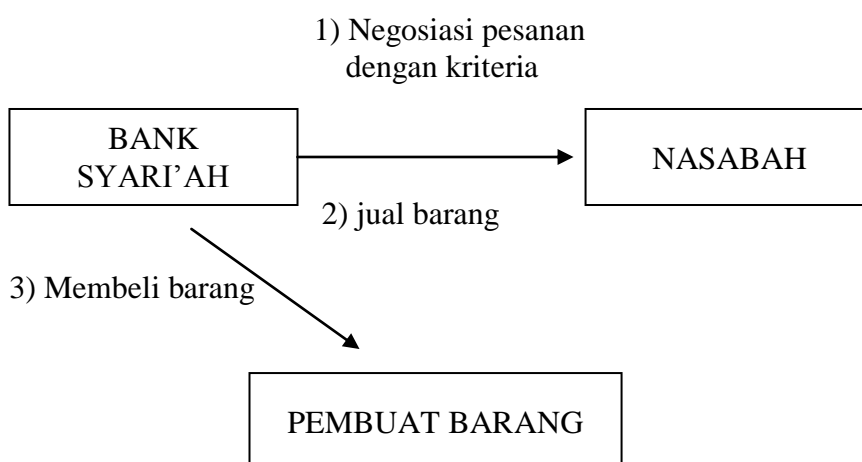 1) Negosiasi pesanan
dengan kriteria
BANK
SYARI’AH
NASABAH
2) jual barang
3) Membeli barang
PEMBUAT BARANG